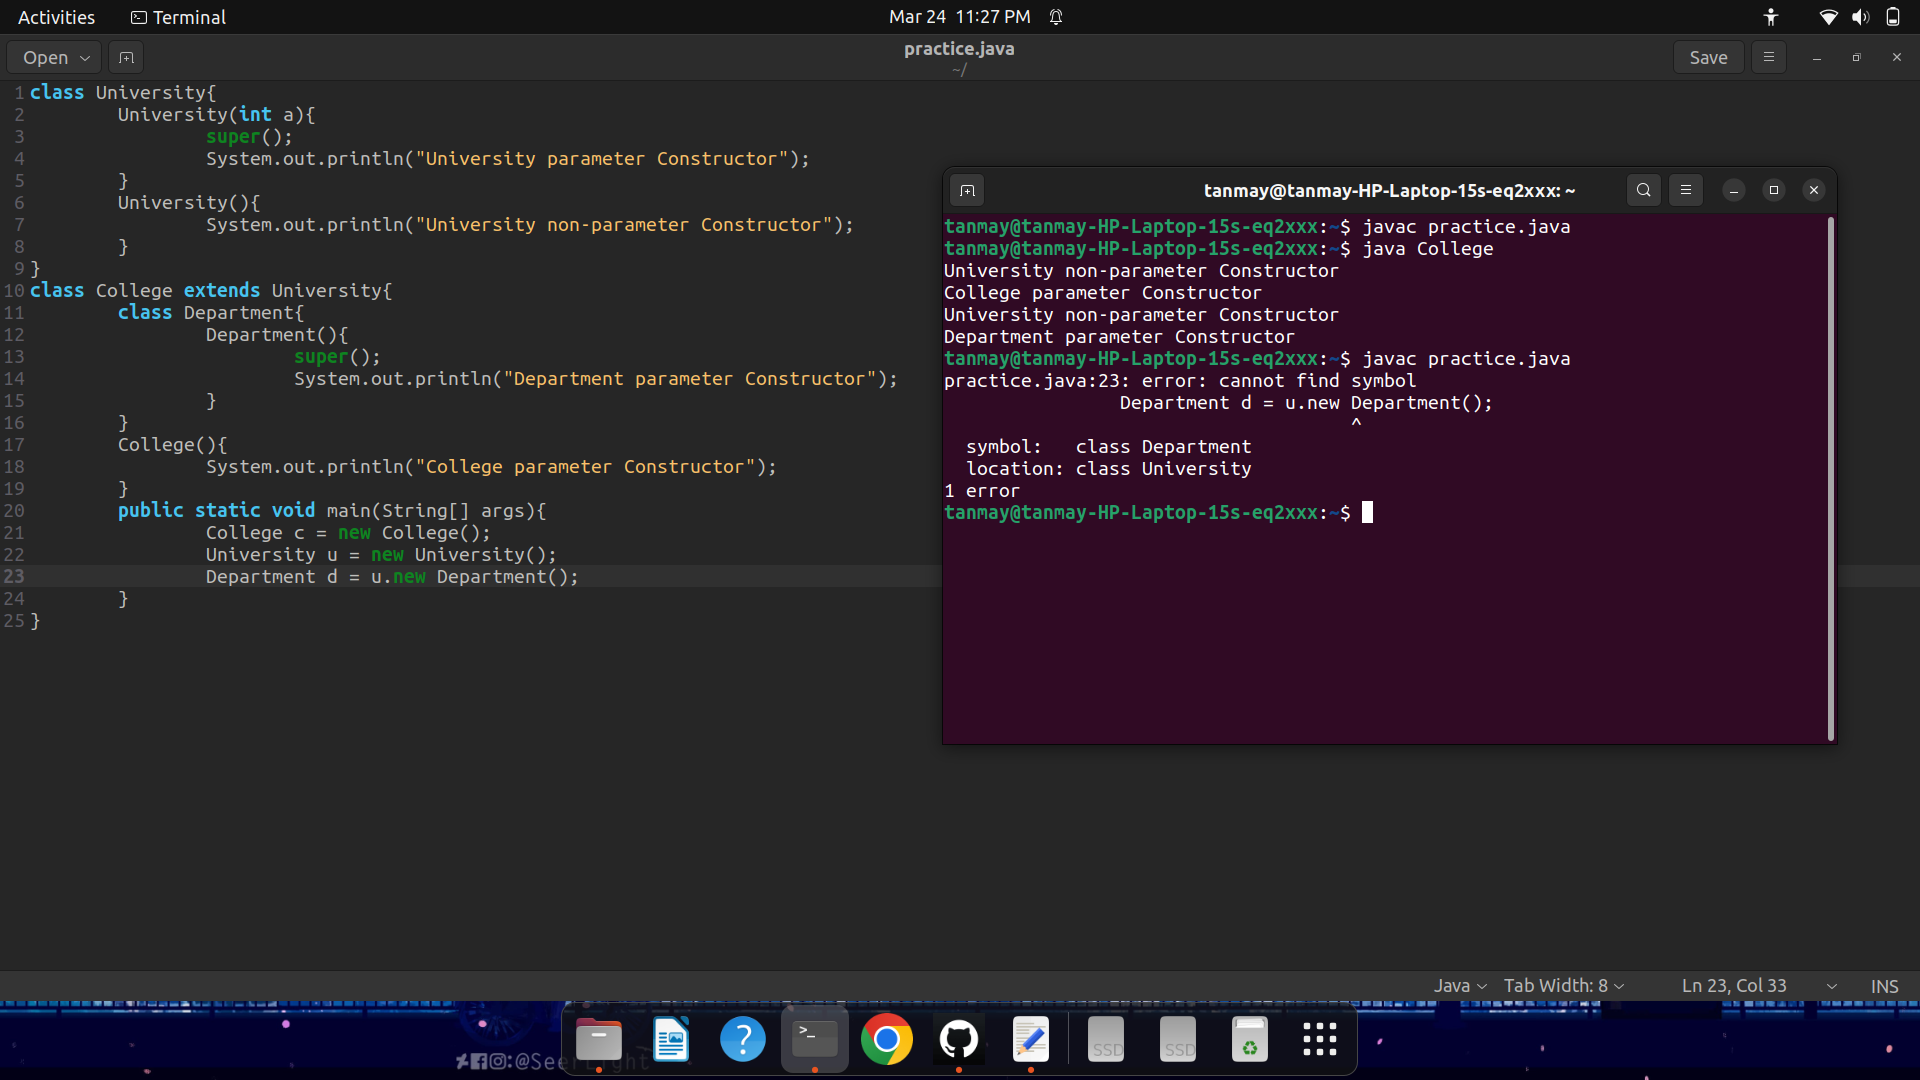 Activities Terminal Mar 24 11:27 PM
Open practice.java Save
~/
1 class University{
2 University(int a){
3 super();
4 System.out.println("University parameter Constructor");
5 }
6 University(){
7 System.out.println("University non-parameter Constructor");
8 }
9 }
10 class College extends University{
11 class Department{
12 Department(){
13 super();
14 System.out.println("Department parameter Constructor");
15 }
16 }
17 College(){
18 System.out.println("College parameter Constructor");
19 }
20 public static void main(String[] args){
21 College c = new College();
22 University u = new University();
23 Department d = u.new Department();
24 }
25 }
tanmay@tanmay-HP-Laptop-15s-eq2xxx: ~
tanmay@tanmay-HP-Laptop-15s-eq2xxx:~$ javac practice.java
tanmay@tanmay-HP-Laptop-15s-eq2xxx:~$ java College
University non-parameter Constructor
College parameter Constructor
University non-parameter Constructor
Department parameter Constructor
tanmay@tanmay-HP-Laptop-15s-eq2xxx:~$ javac practice.java
practice.java:23: error: cannot find symbol
Department d = u.new Department();
^
symbol: class Department
location: class University
1 error
tanmay@tanmay-HP-Laptop-15s-eq2xxx:~$
Java Tab Width: 8 Ln 23, Col 33 INS
SSD SSD